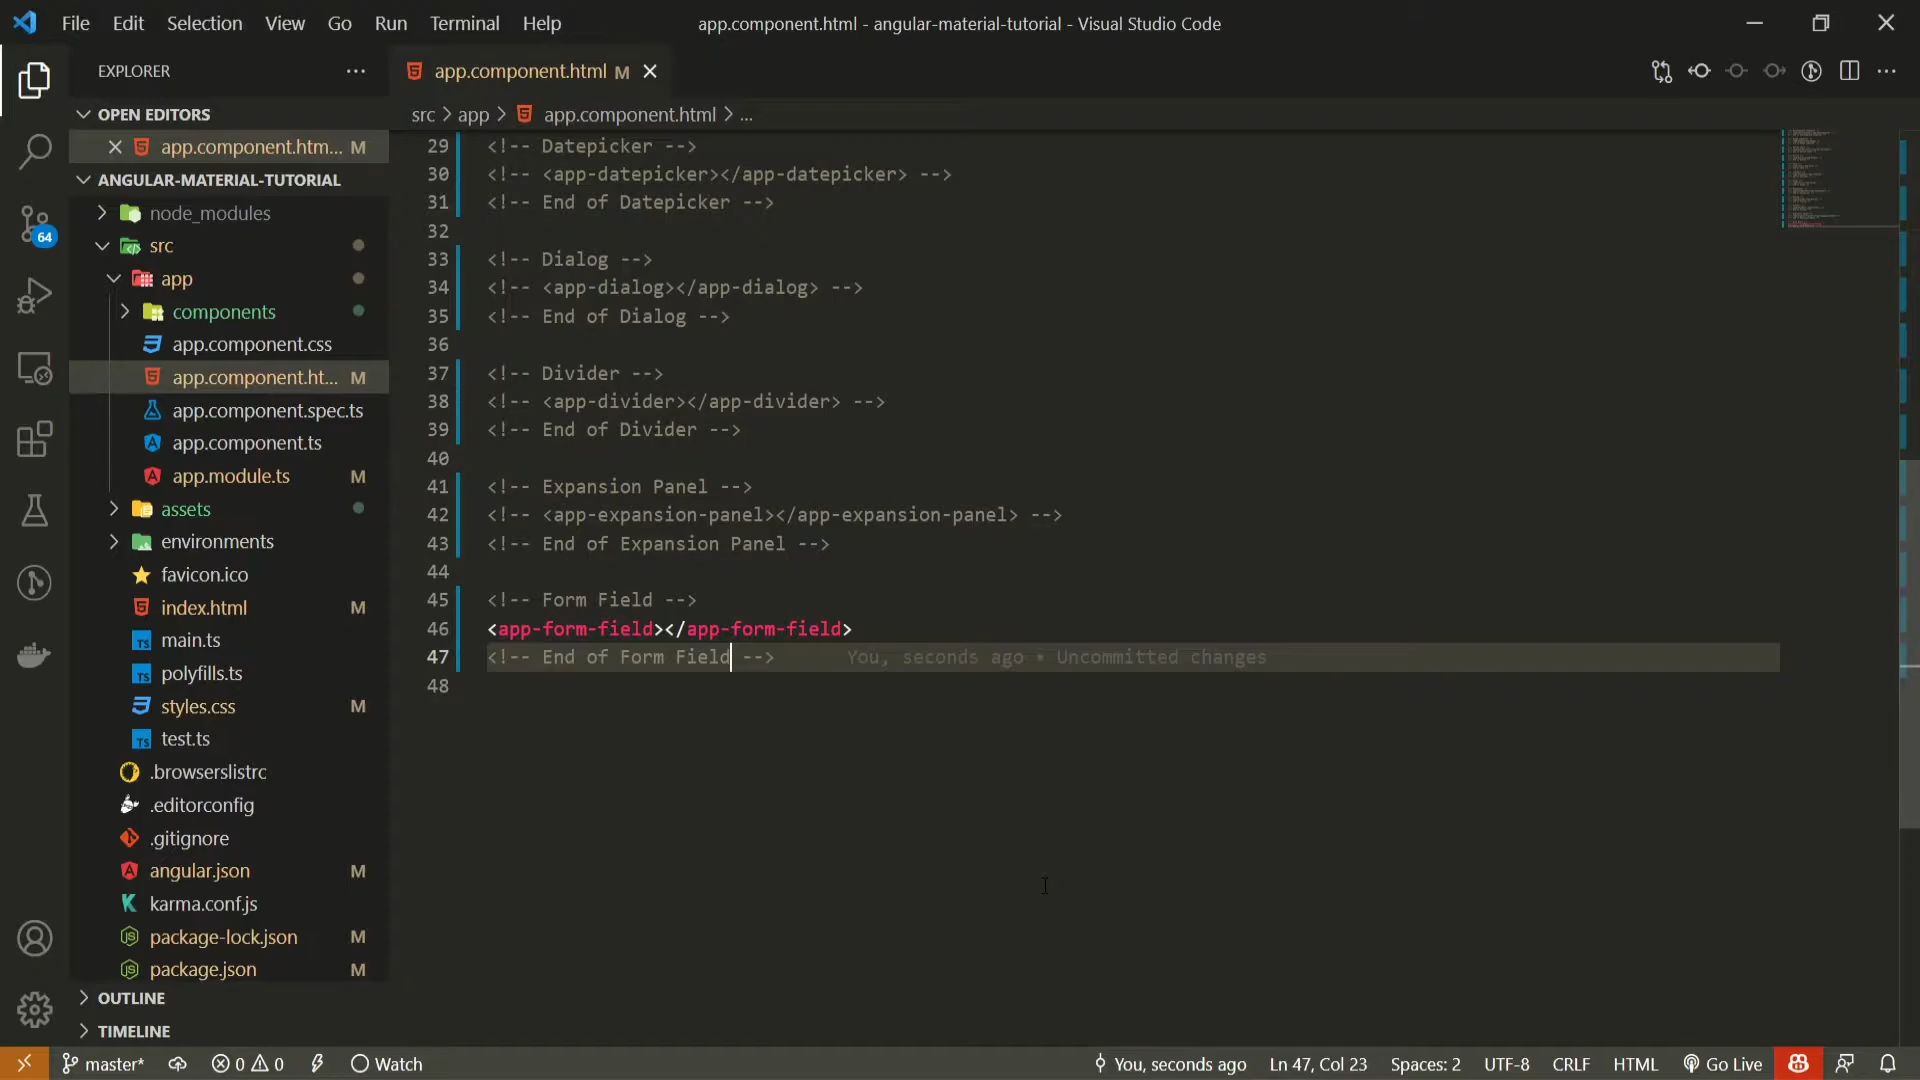 File Edit Selection View Go Run Terminal Help
app.component.html - angular-material-tutorial - Visual Studio Code
EXPLORER
OPEN EDITORS
app.component.htm... M
ANGULAR-MATERIAL-TUTORIAL
node_modules
src
app
components
app.component.css
app.component.ht... M
app.component.spec.ts
app.component.ts
app.module.ts M
assets
environments
favicon.ico
index.html M
main.ts
polyfills.ts
styles.css M
test.ts
.browserslistrc
.editorconfig
.gitignore
angular.json M
karma.conf.js
package-lock.json M
package.json M
OUTLINE
TIMELINE
64
app.component.html M
src > app > app.component.html > ...
29 <!-- Datepicker -->
30 <!-- <app-datepicker></app-datepicker> -->
31 <!-- End of Datepicker -->
32
33 <!-- Dialog -->
34 <!-- <app-dialog></app-dialog> -->
35 <!-- End of Dialog -->
36
37 <!-- Divider -->
38 <!-- <app-divider></app-divider> -->
39 <!-- End of Divider -->
40
41 <!-- Expansion Panel -->
42 <!-- <app-expansion-panel></app-expansion-panel> -->
43 <!-- End of Expansion Panel -->
44
45 <!-- Form Field -->
46 <app-form-field></app-form-field>
47 <!-- End of Form Field --> You, seconds ago • Uncommitted changes
48
master* 0 0 Watch You, seconds ago Ln 47, Col 23 Spaces: 2 UTF-8 CRLF HTML Go Live